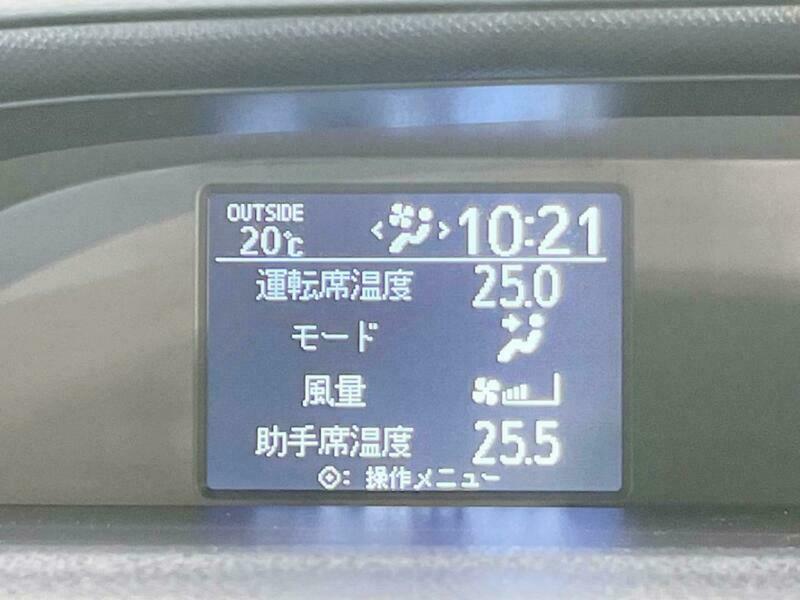 OUTSIDE
20℃ < > 10:21
運転席温度 25.0
モード
風量
助手席温度 25.5
: 操作メニュー